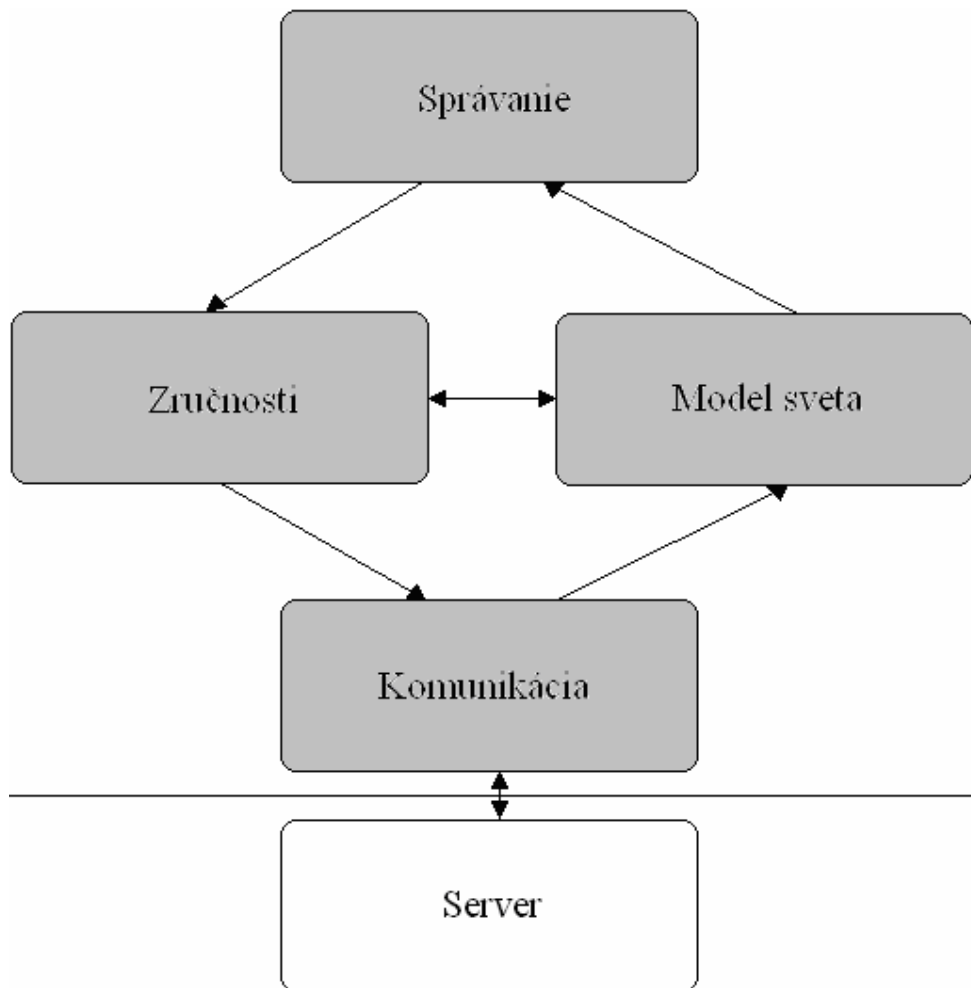 Správanie
Zručnosti
Model sveta
Komunikácia
Server